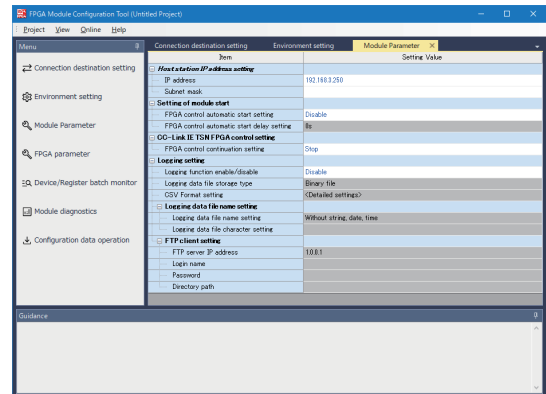 FPGA Module Configuration Tool (Untitled Project)
Project View Online Help
Menu
Connection destination setting
Environment setting
Module Parameter
FPGA parameter
Device/Register batch monitor
Module diagnostics
Configuration data operation
Connection destination setting Environment setting Module Parameter
Item Setting Value
Host station IP address setting
IP address 192.168.3.250
Subnet mask
Setting of module start
FPGA control automatic start setting Disable
FPGA control automatic start delay setting 0s
CC-Link IE TSN FPGA control setting
FPGA control continuation setting Stop
Logging setting
Logging function enable/disable Disable
Logging data file storage type Binary file
CSV Format setting <Detailed settings>
Logging data file name setting
Logging data file name setting Without string, date, time
Logging data file character setting
FTP client setting
FTP server IP address 1.0.0.1
Login name
Password
Directory path
Guidance